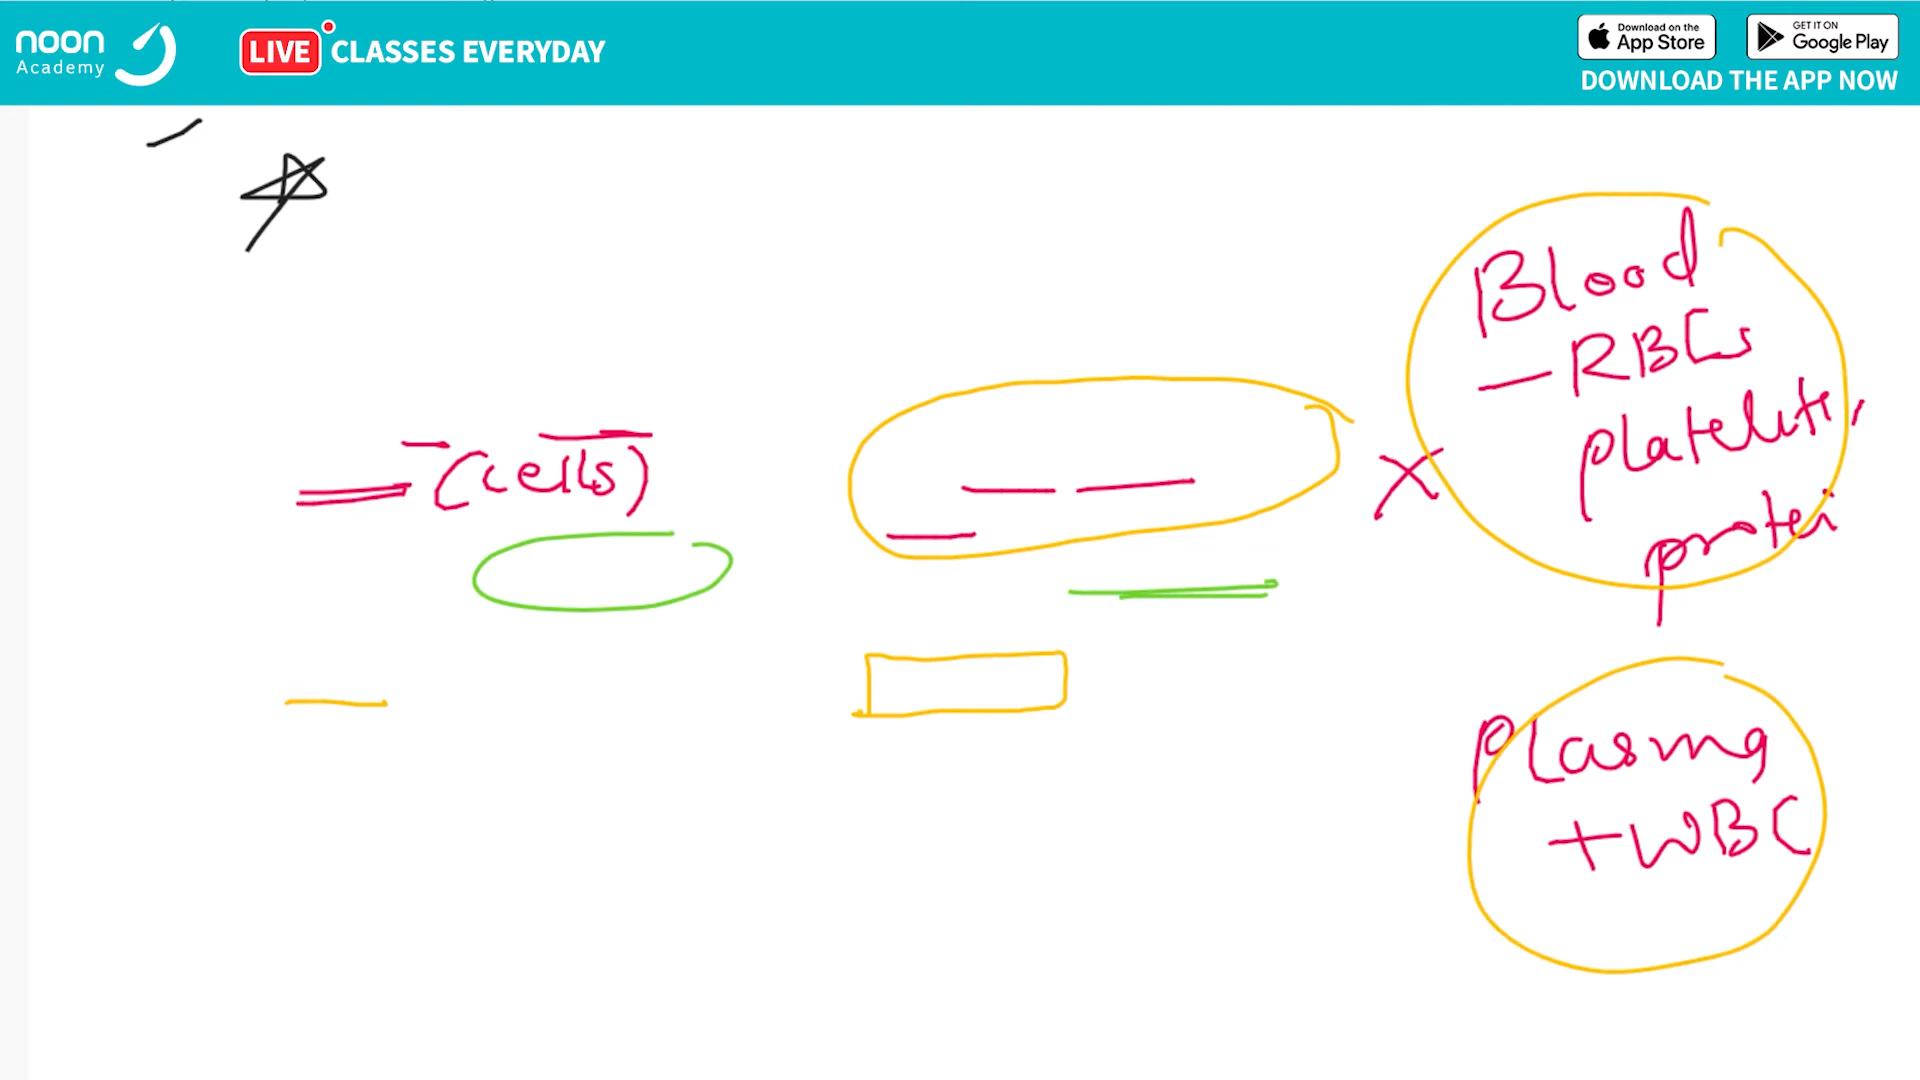 noon
Academy
LIVE CLASSES EVERYDAY
Download on the
App Store
GET IT ON
Google Play
DOWNLOAD THE APP NOW
Blood
— RBCs
platelets,
protei
(cells)
plasma
+ WBC